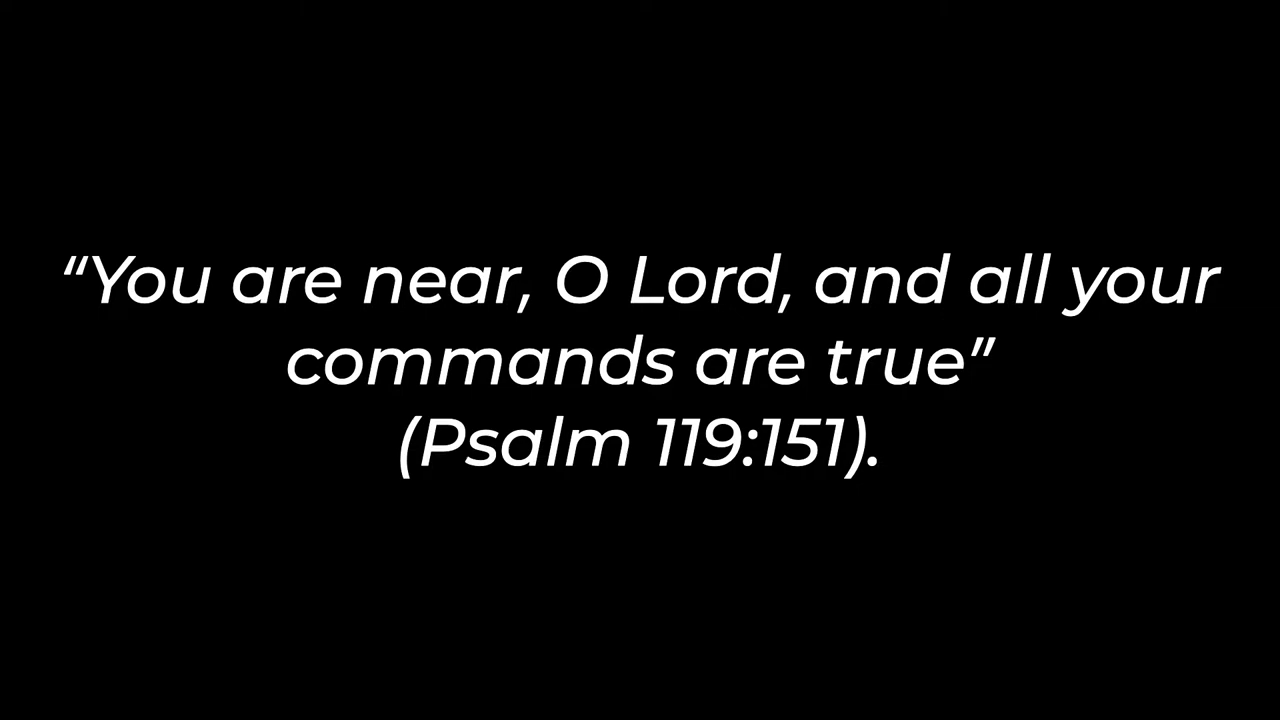 “You are near, O Lord, and all your
commands are true”
(Psalm 119:151).